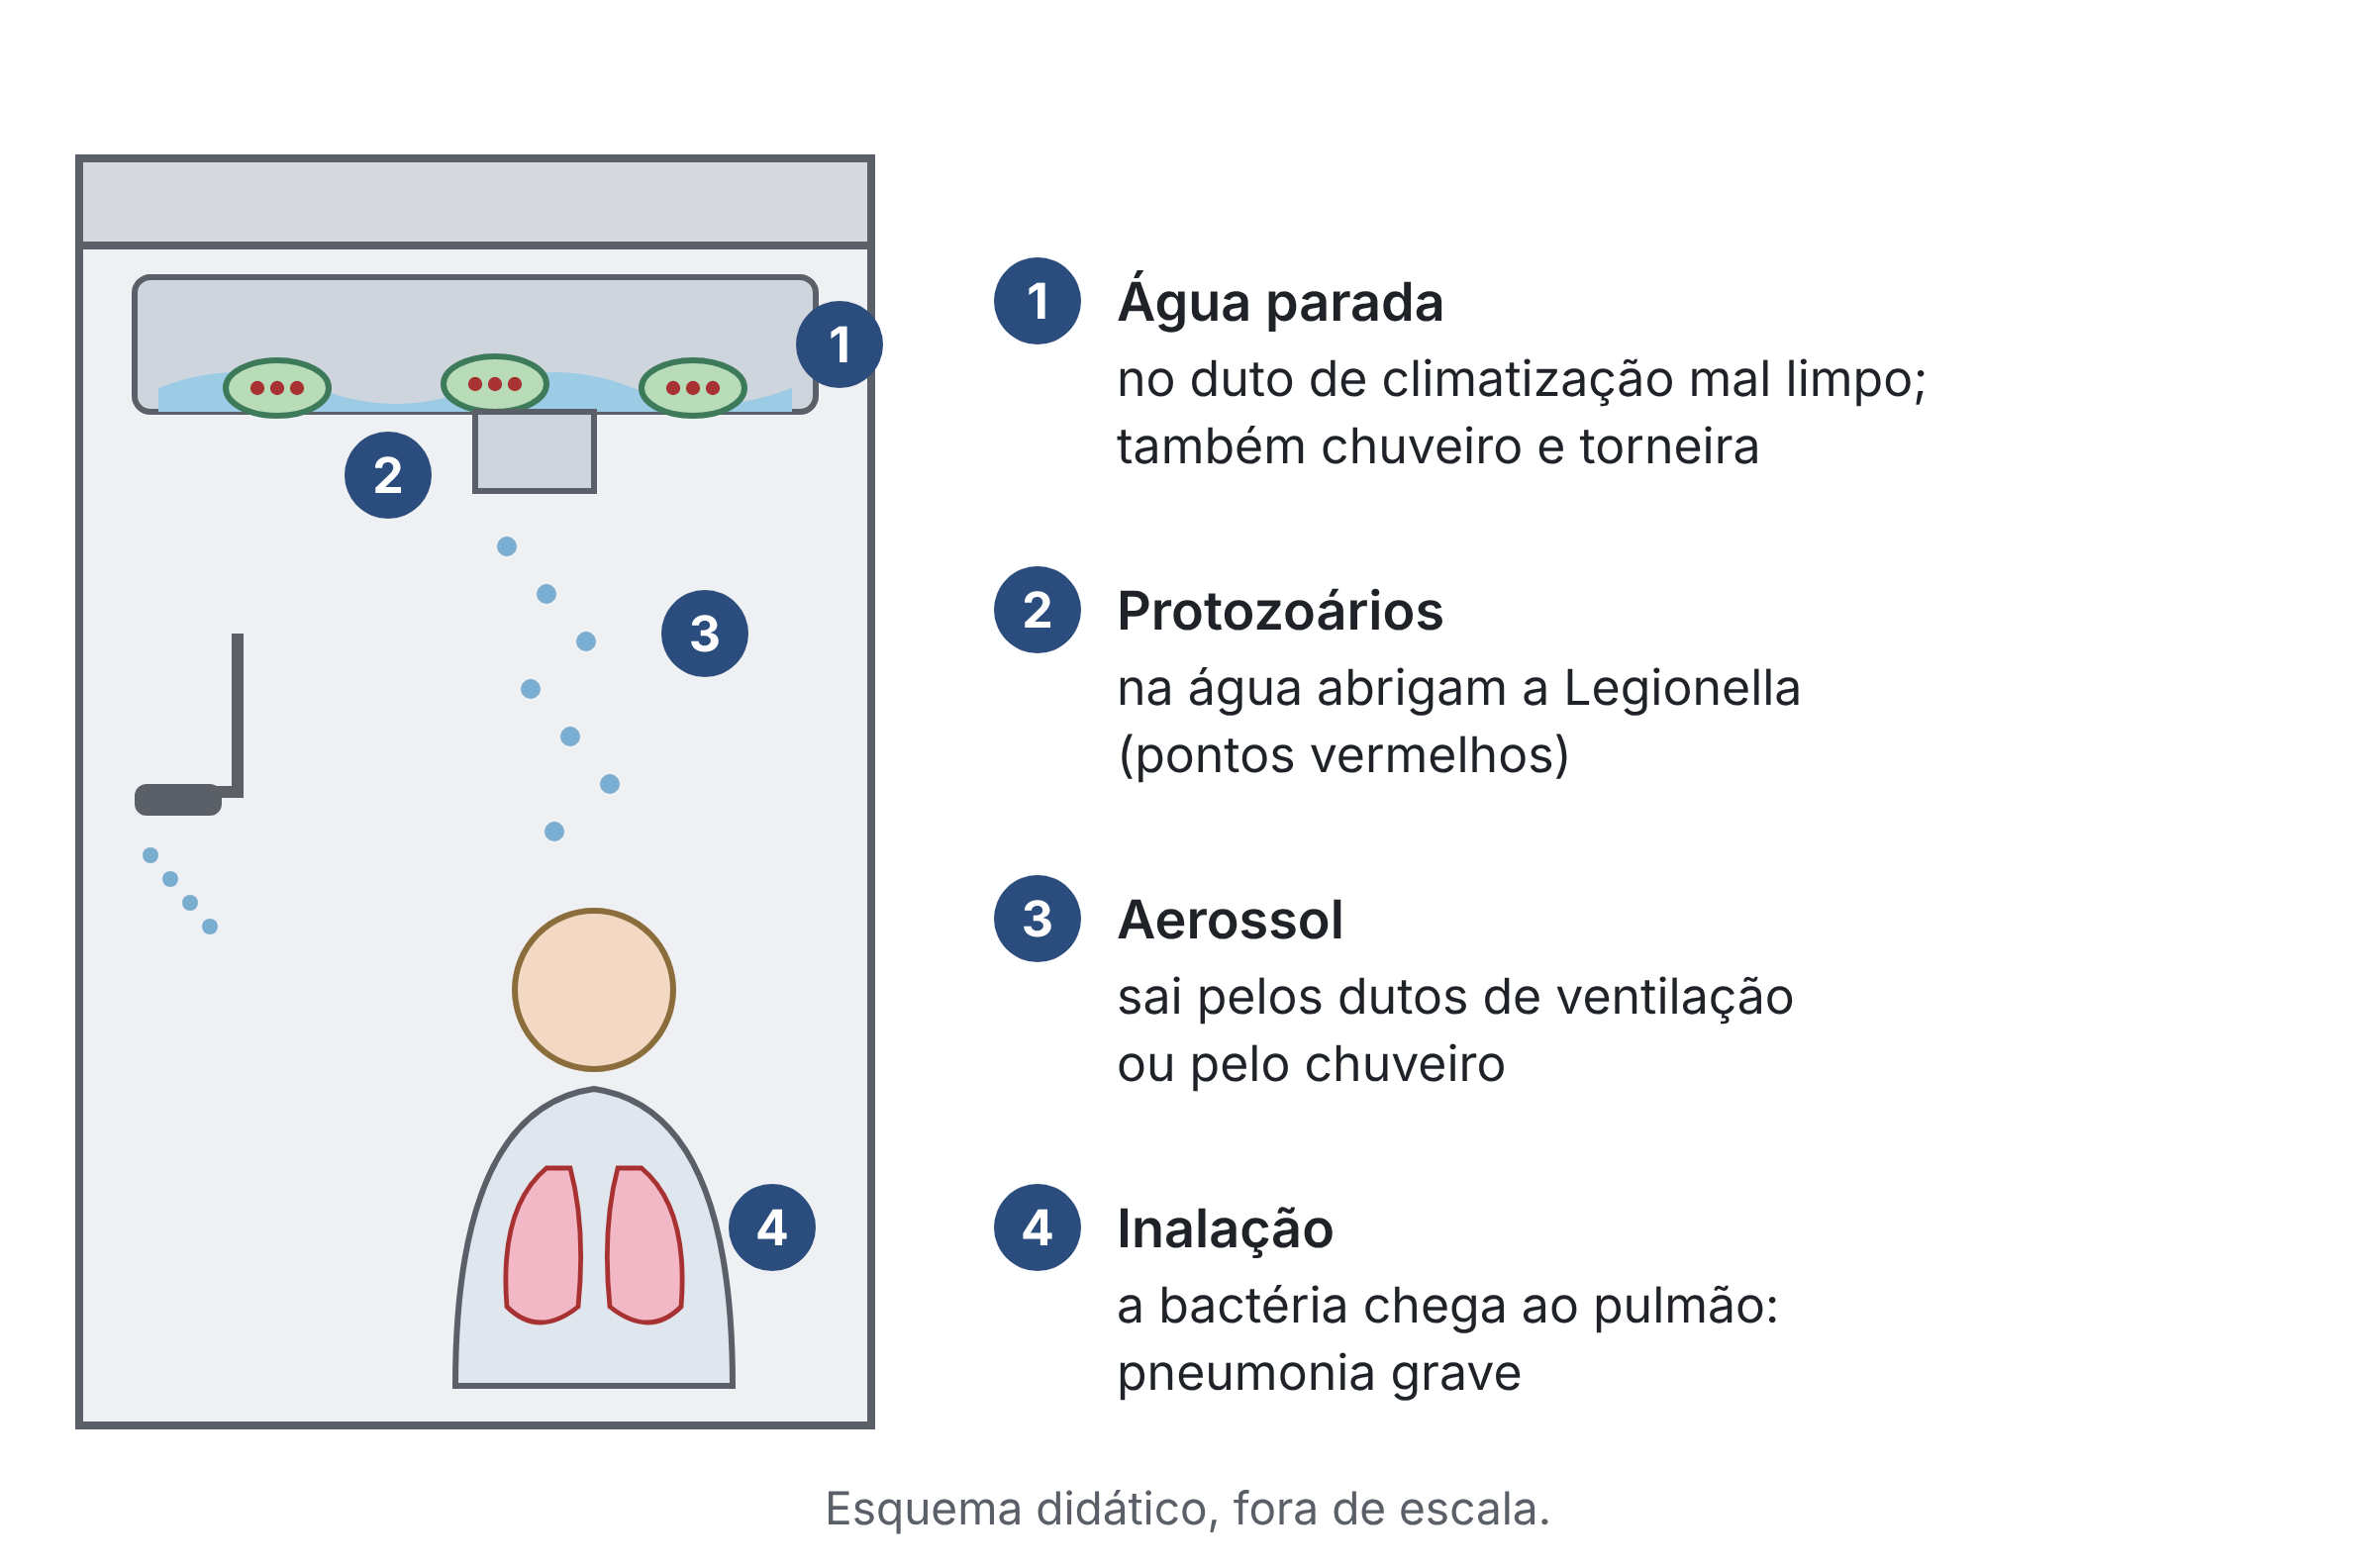 1
2
3
4
1 Água parada
no duto de climatização mal limpo;
também chuveiro e torneira
2 Protozoários
na água abrigam a Legionella
(pontos vermelhos)
3 Aerossol
sai pelos dutos de ventilação
ou pelo chuveiro
4 Inalação
a bactéria chega ao pulmão:
pneumonia grave
Esquema didático, fora de escala.